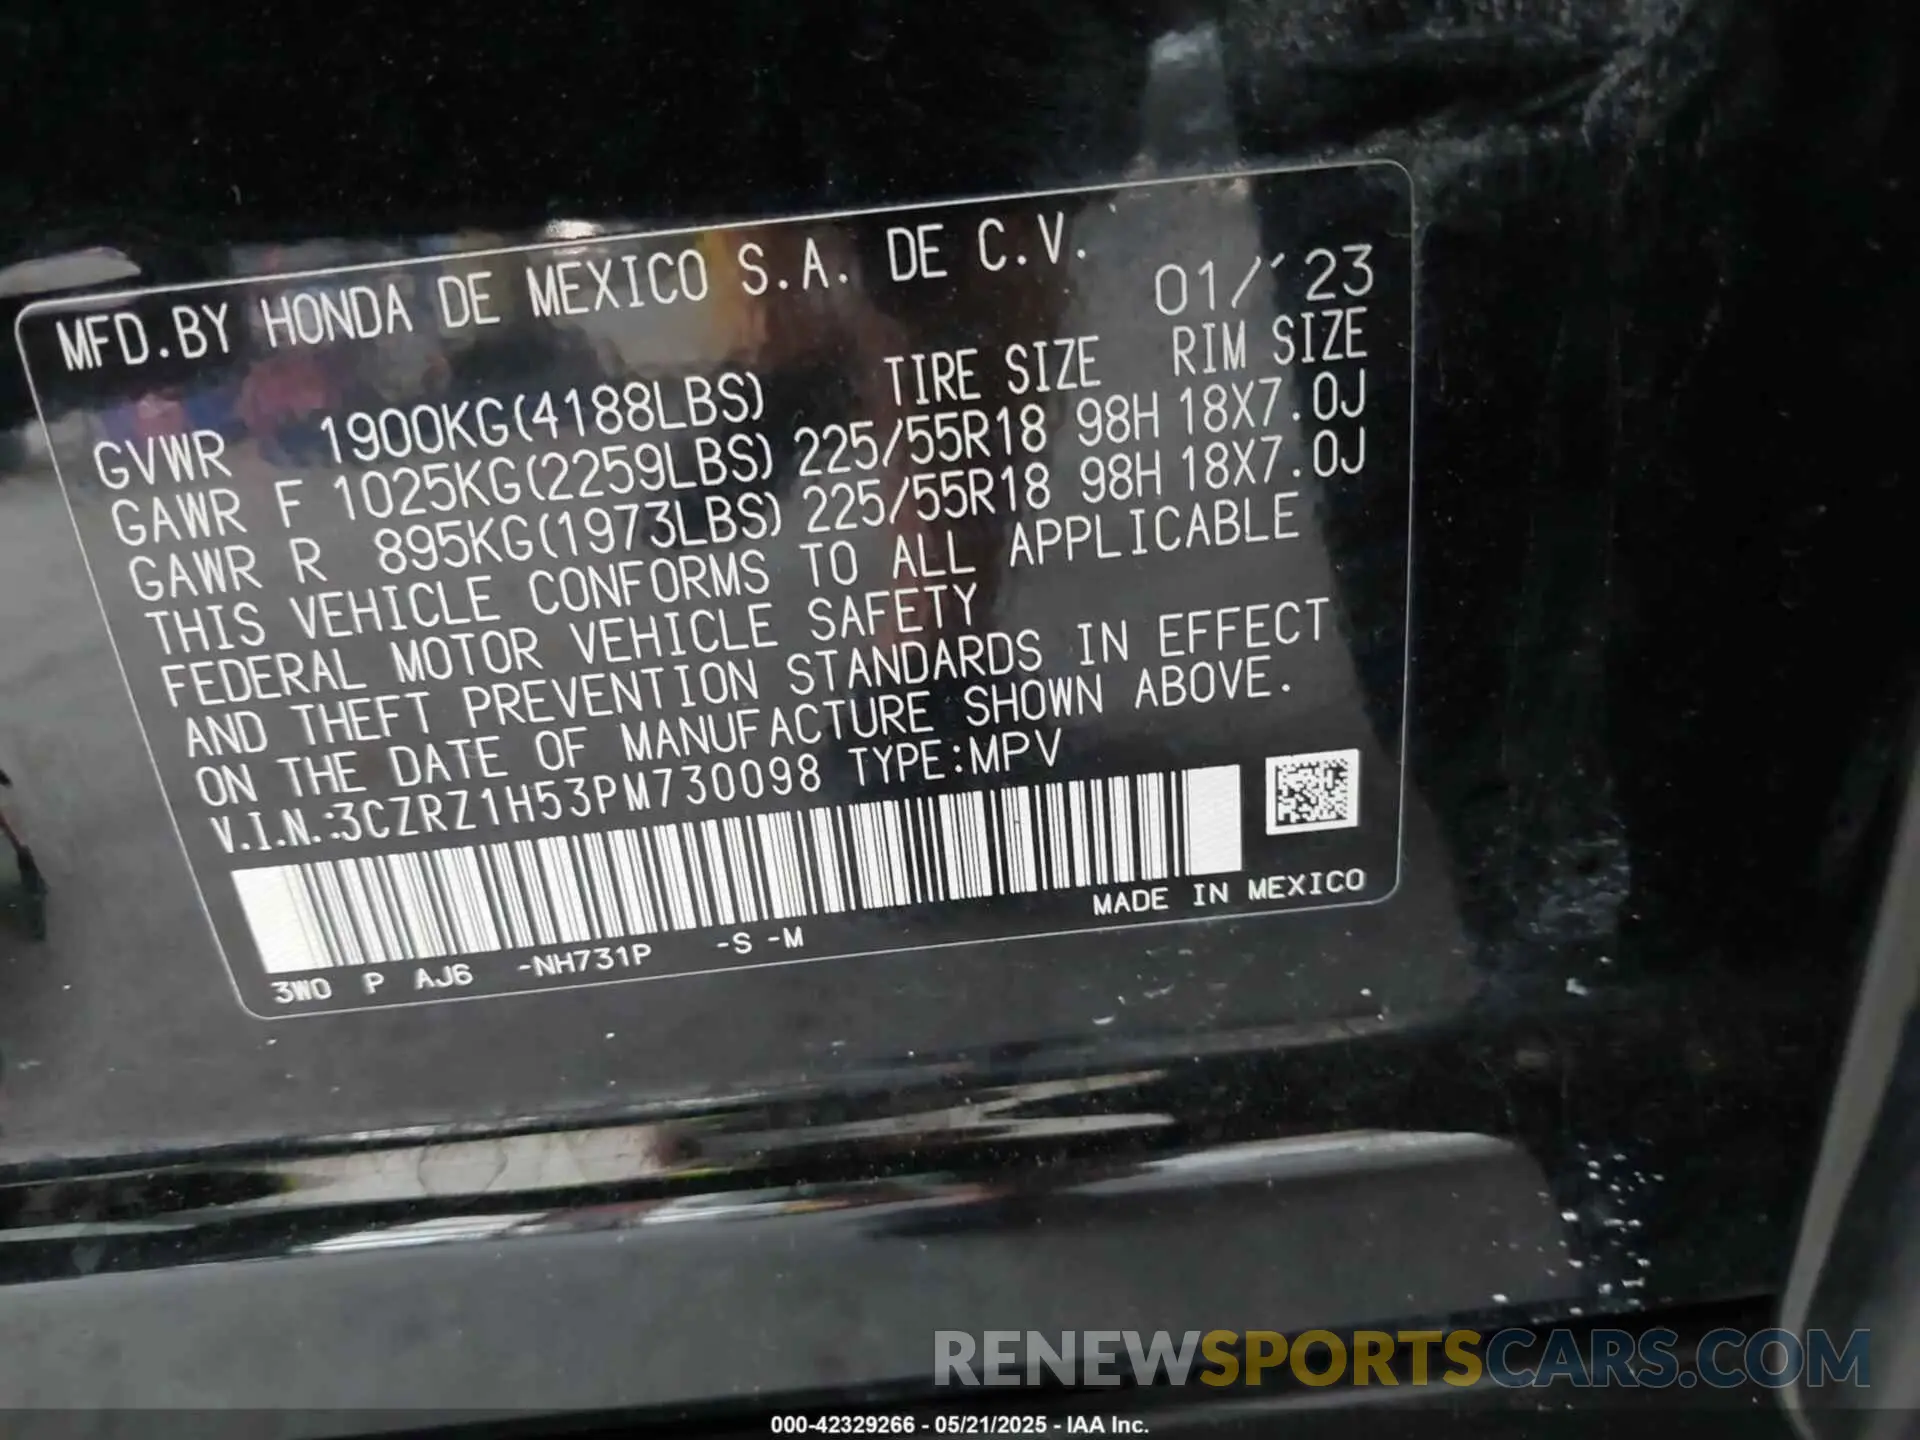 MFD.BY HONDA DE MEXICO S.A. DE C.V.
01/'23
TIRE SIZE RIM SIZE
GVWR 1900KG(4188LBS)
GAWR F 1025KG(2259LBS) 225/55R18 98H 18X7.0J
GAWR R 895KG(1973LBS) 225/55R18 98H 18X7.0J
THIS VEHICLE CONFORMS TO ALL APPLICABLE
FEDERAL MOTOR VEHICLE SAFETY
AND THEFT PREVENTION STANDARDS IN EFFECT
ON THE DATE OF MANUFACTURE SHOWN ABOVE.
V.I.N.:3CZRZ1H53PM730098 TYPE:MPV
MADE IN MEXICO
3W0 P AJ6 -NH731P -S -M
RENEWSPORTSCARS.COM
000-42329266 - 05/21/2025 - IAA Inc.